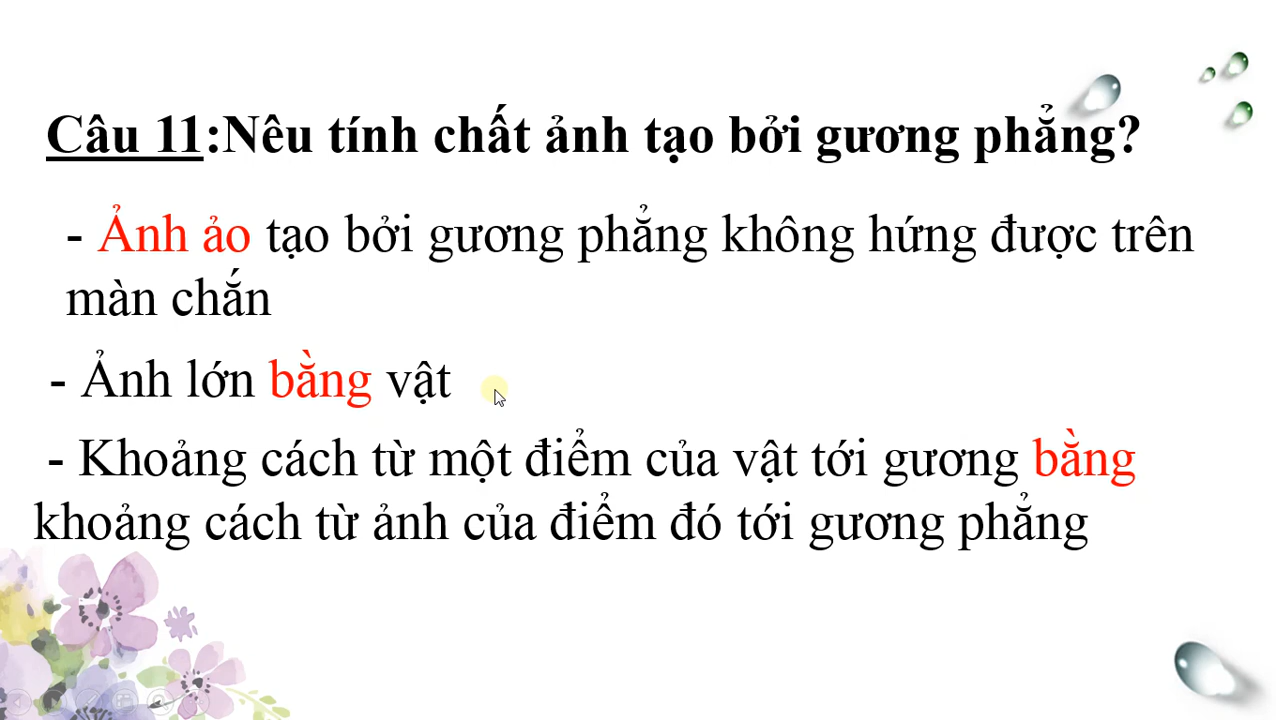 Câu 11:Nêu tính chất ảnh tạo bởi gương phẳng?
- Ảnh ảo tạo bởi gương phẳng không hứng được trên
màn chắn
- Ảnh lớn bằng vật
- Khoảng cách từ một điểm của vật tới gương bằng
khoảng cách từ ảnh của điểm đó tới gương phẳng